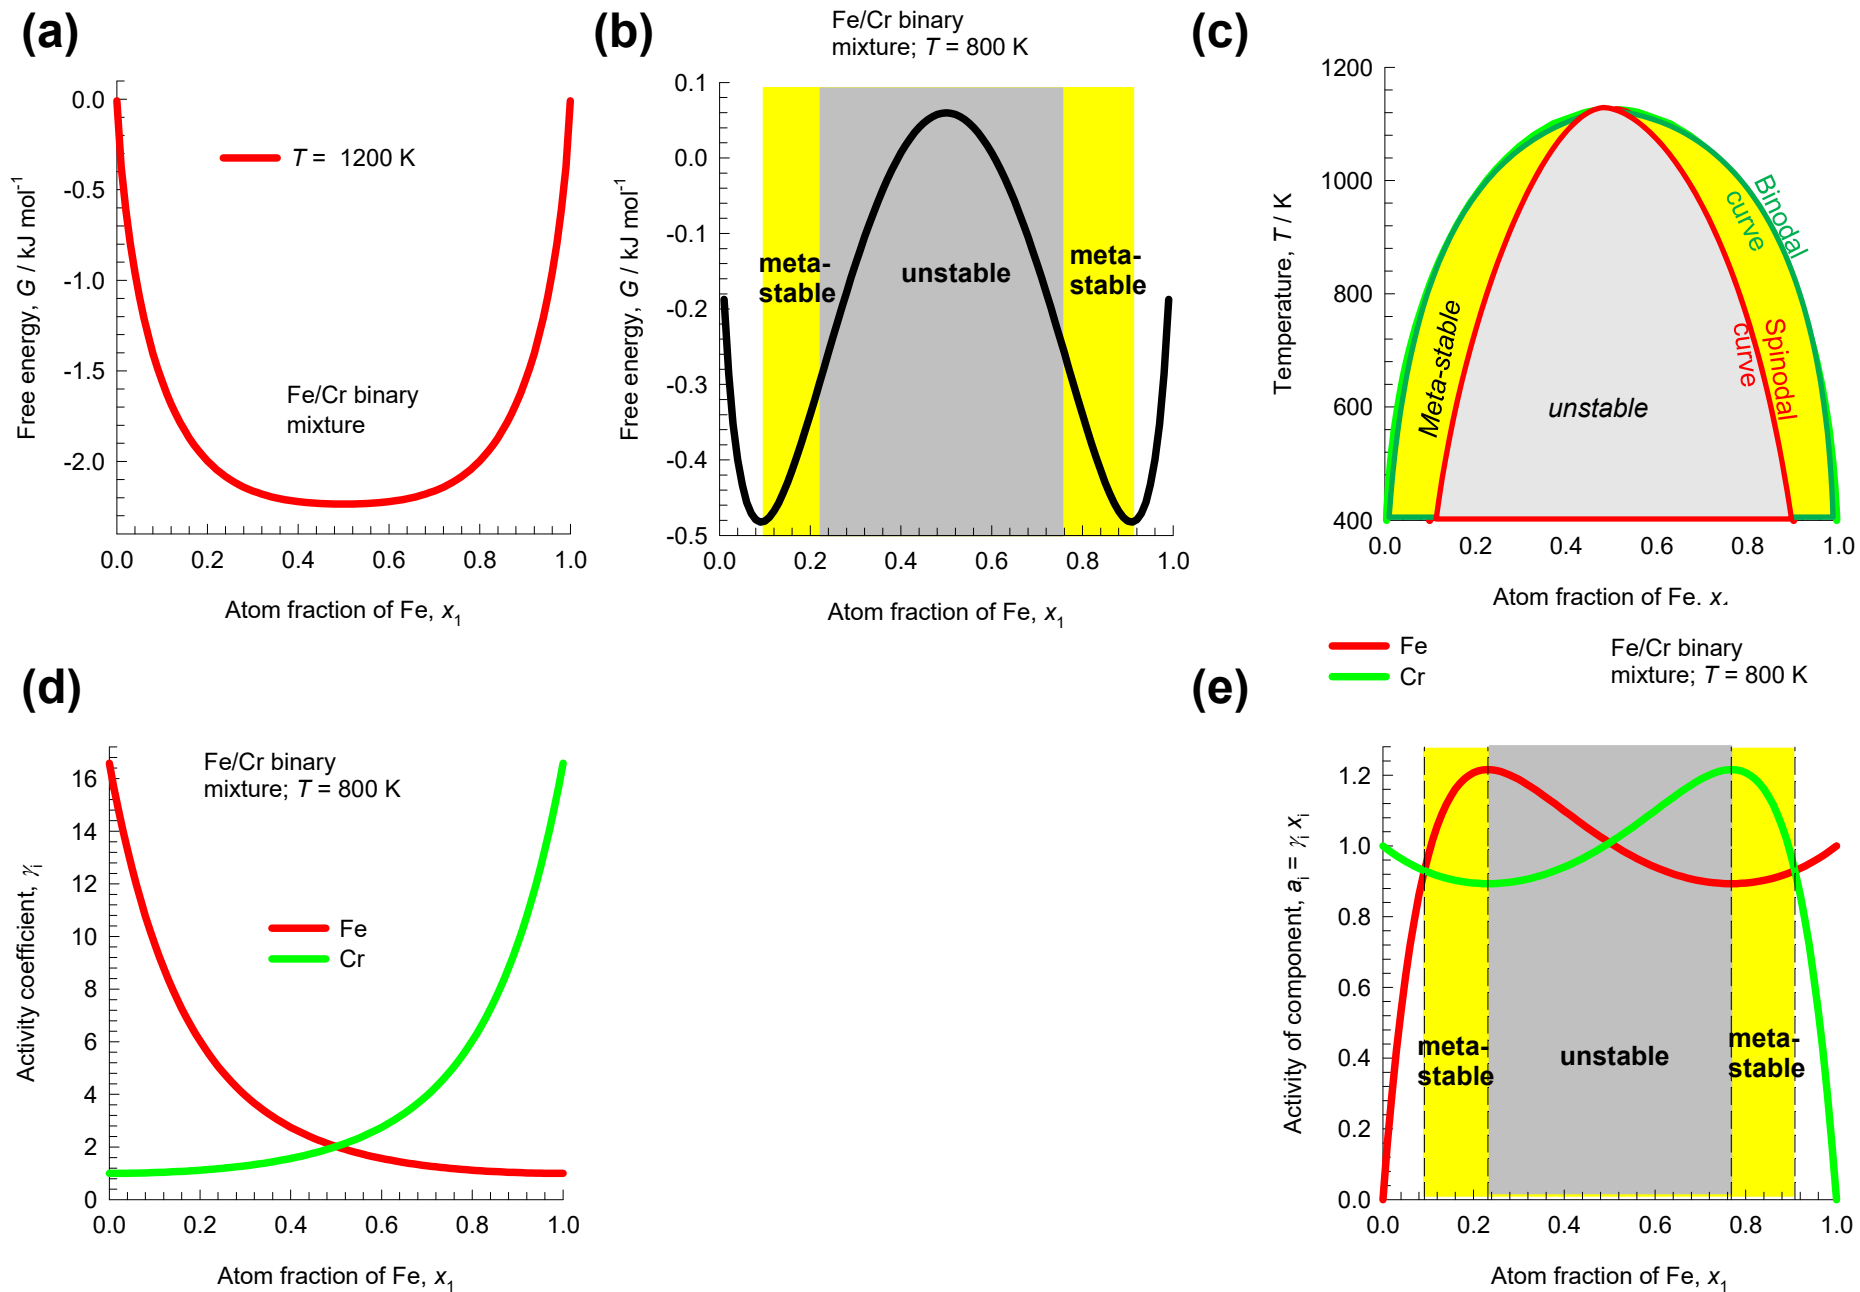 (a)
0.0
-0.5
-1.0
-1.5
-2.0
Free energy, G / kJ mol-1
T = 1200 K
Fe/Cr binary
mixture
0.0 0.2 0.4 0.6 0.8 1.0
Atom fraction of Fe, x1
(b)
Fe/Cr binary
mixture; T = 800 K
0.1
0.0
-0.1
-0.2
-0.3
-0.4
-0.5
Free energy, G / kJ mol-1
meta-
stable
unstable
meta-
stable
0.0 0.2 0.4 0.6 0.8 1.0
Atom fraction of Fe, x1
(c)
1200
1000
800
600
400
Temperature, T / K
Meta-stable
unstable
Binodal
curve
Spinodal
curve
0.0 0.2 0.4 0.6 0.8 1.0
Atom fraction of Fe,
(d)
Fe/Cr binary
mixture; T = 800 K
16
14
12
10
8
6
4
2
0
Activity coefficient, γi
Fe
Cr
0.0 0.2 0.4 0.6 0.8 1.0
Atom fraction of Fe, x1
(e)
Fe
Cr
Fe/Cr binary
mixture; T = 800 K
1.2
1.0
0.8
0.6
0.4
0.2
0.0
Activity of component, ai = γi xi
meta-
stable
unstable
meta-
stable
0.0 0.2 0.4 0.6 0.8 1.0
Atom fraction of Fe, x1